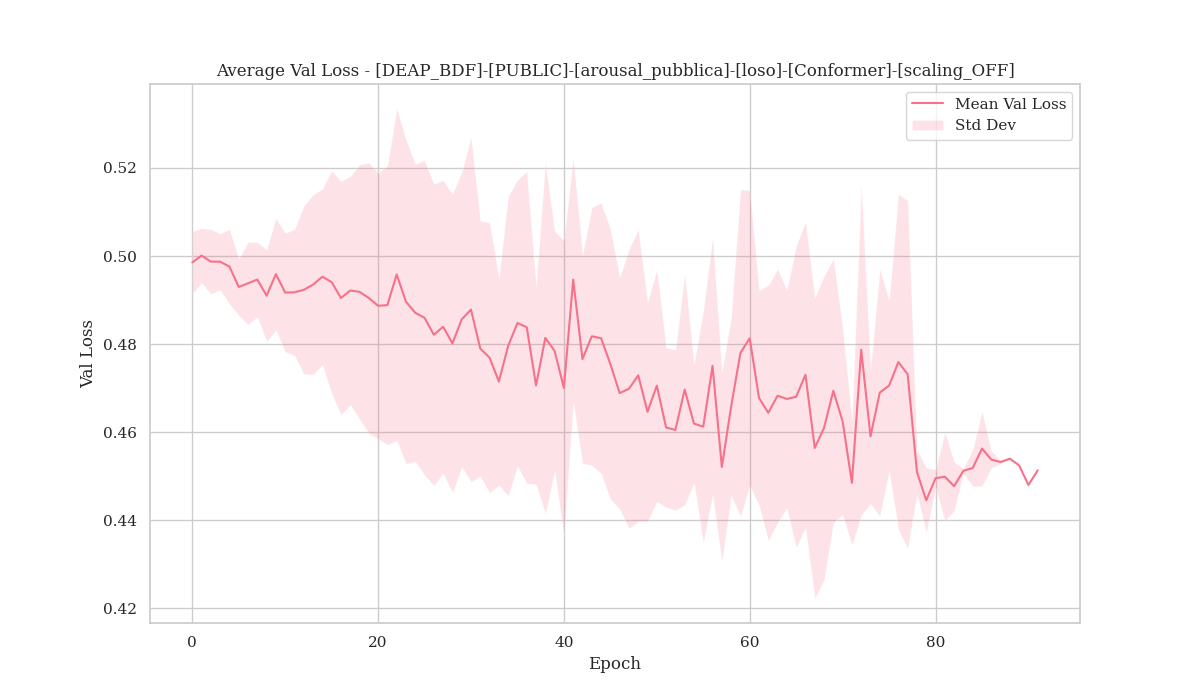 Average Val Loss - [DEAP_BDF]-[PUBLIC]-[arousal_pubblica]-[loso]-[Conformer]-[scaling_OFF]
Mean Val Loss
Std Dev
0.52
0.50
0.48
0.46
0.44
0.42
Val Loss
0 20 40 60 80
Epoch